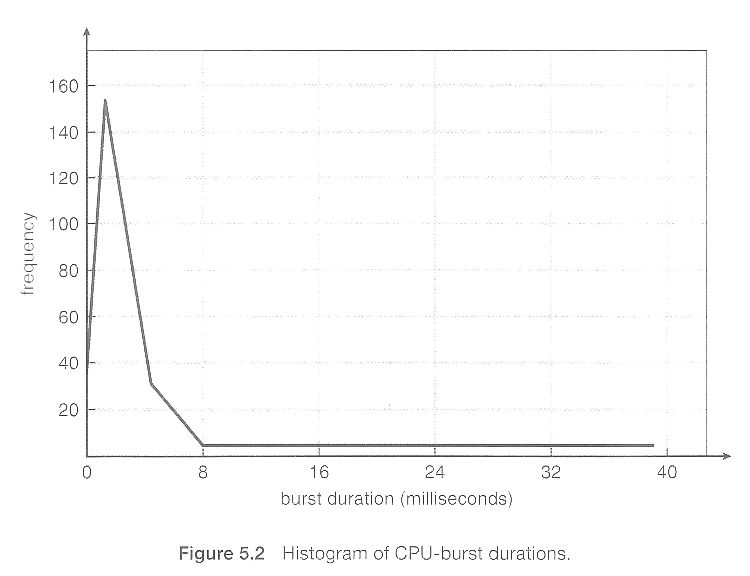 160
140
120
100
80
60
40
20
frequency
0 8 16 24 32 40
burst duration (milliseconds)
Figure 5.2 Histogram of CPU-burst durations.